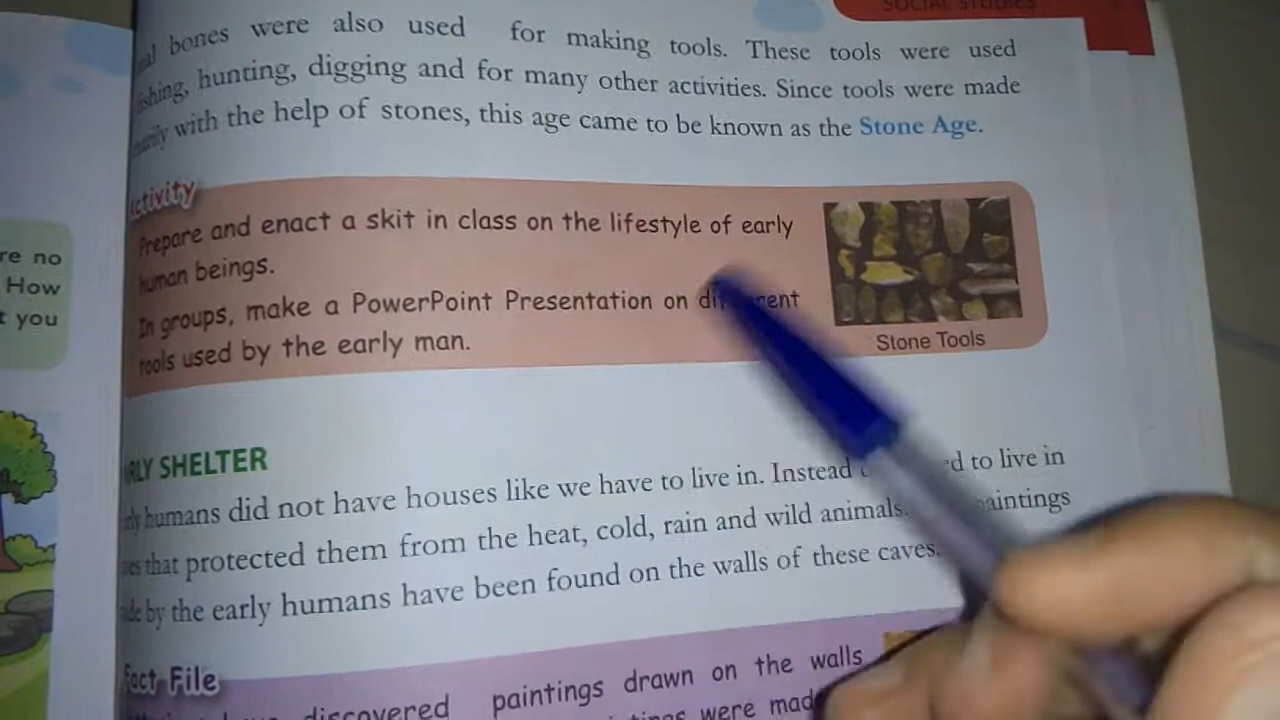 SOCIAL STUDIES
bones were also used for making tools. These tools were used
hunting, digging and for many other activities. Since tools were made
with the help of stones, this age came to be known as the Stone Age.
Activity
Prepare and enact a skit in class on the lifestyle of early
human beings.
In groups, make a PowerPoint Presentation on different
tools used by the early man.
Stone Tools
SHELTER
humans did not have houses like we have to live in. Instead to live in
that protected them from the heat, cold, rain and wild animals. paintings
by the early humans have been found on the walls of these caves.
Fact File
discovered paintings drawn on the walls
were made
no
How
you